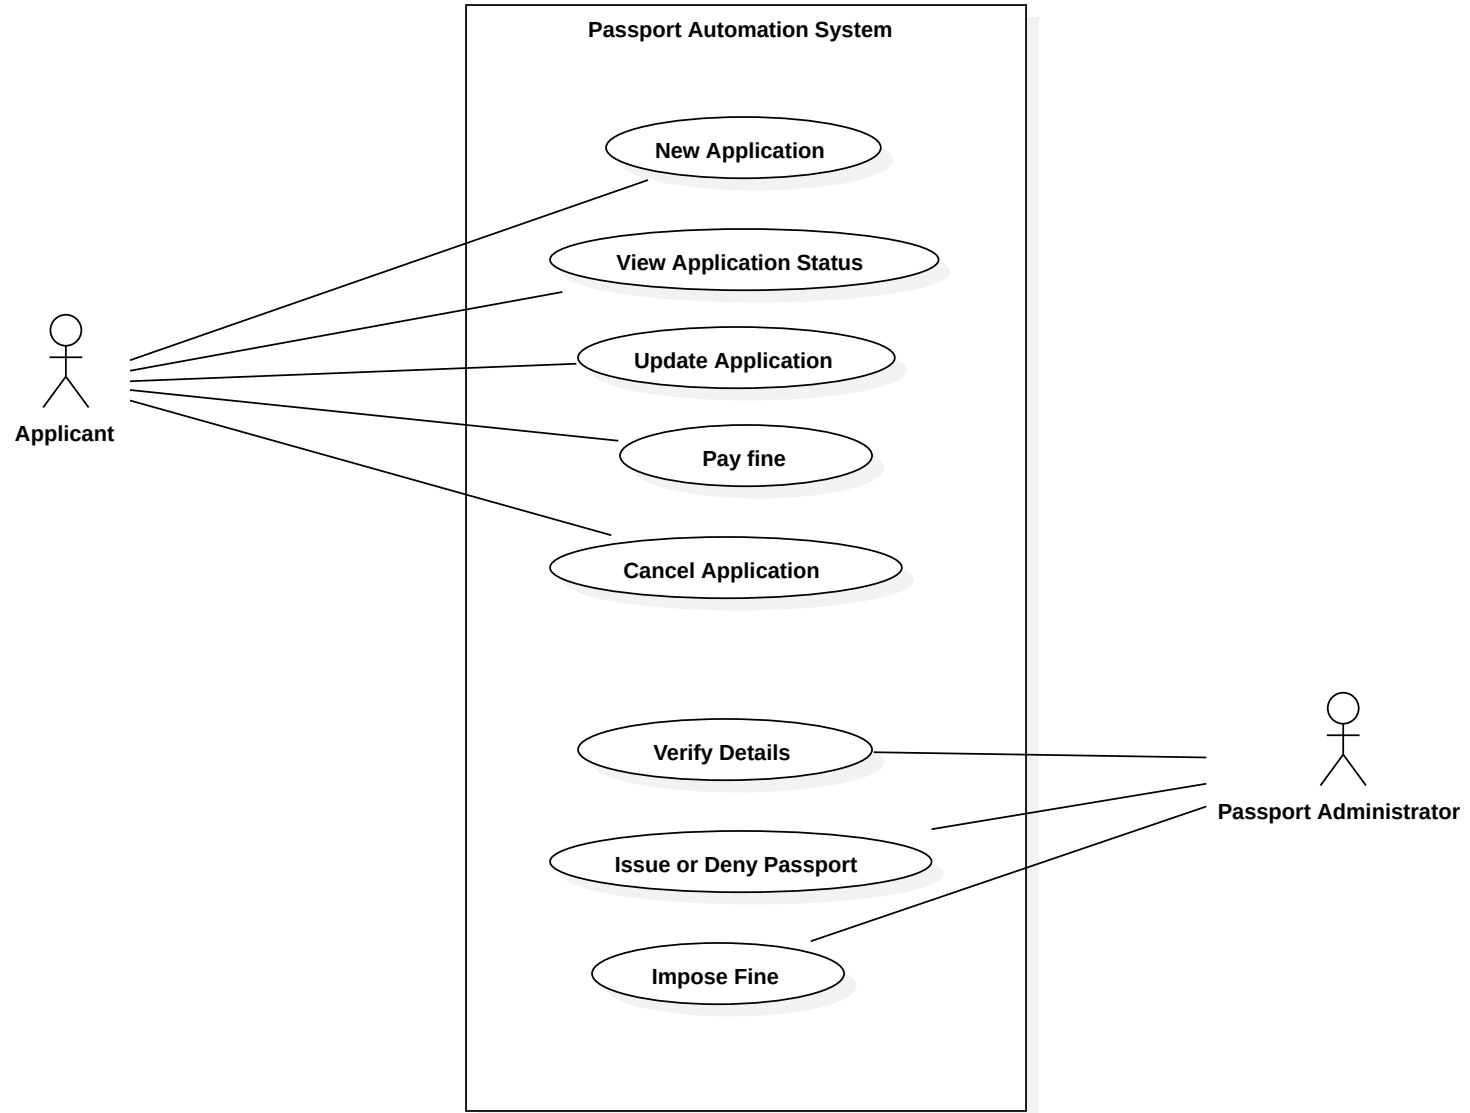 Passport Automation System
New Application
View Application Status
Update Application
Applicant
Pay fine
Cancel Application
Verify Details
Passport Administrator
Issue or Deny Passport
Impose Fine